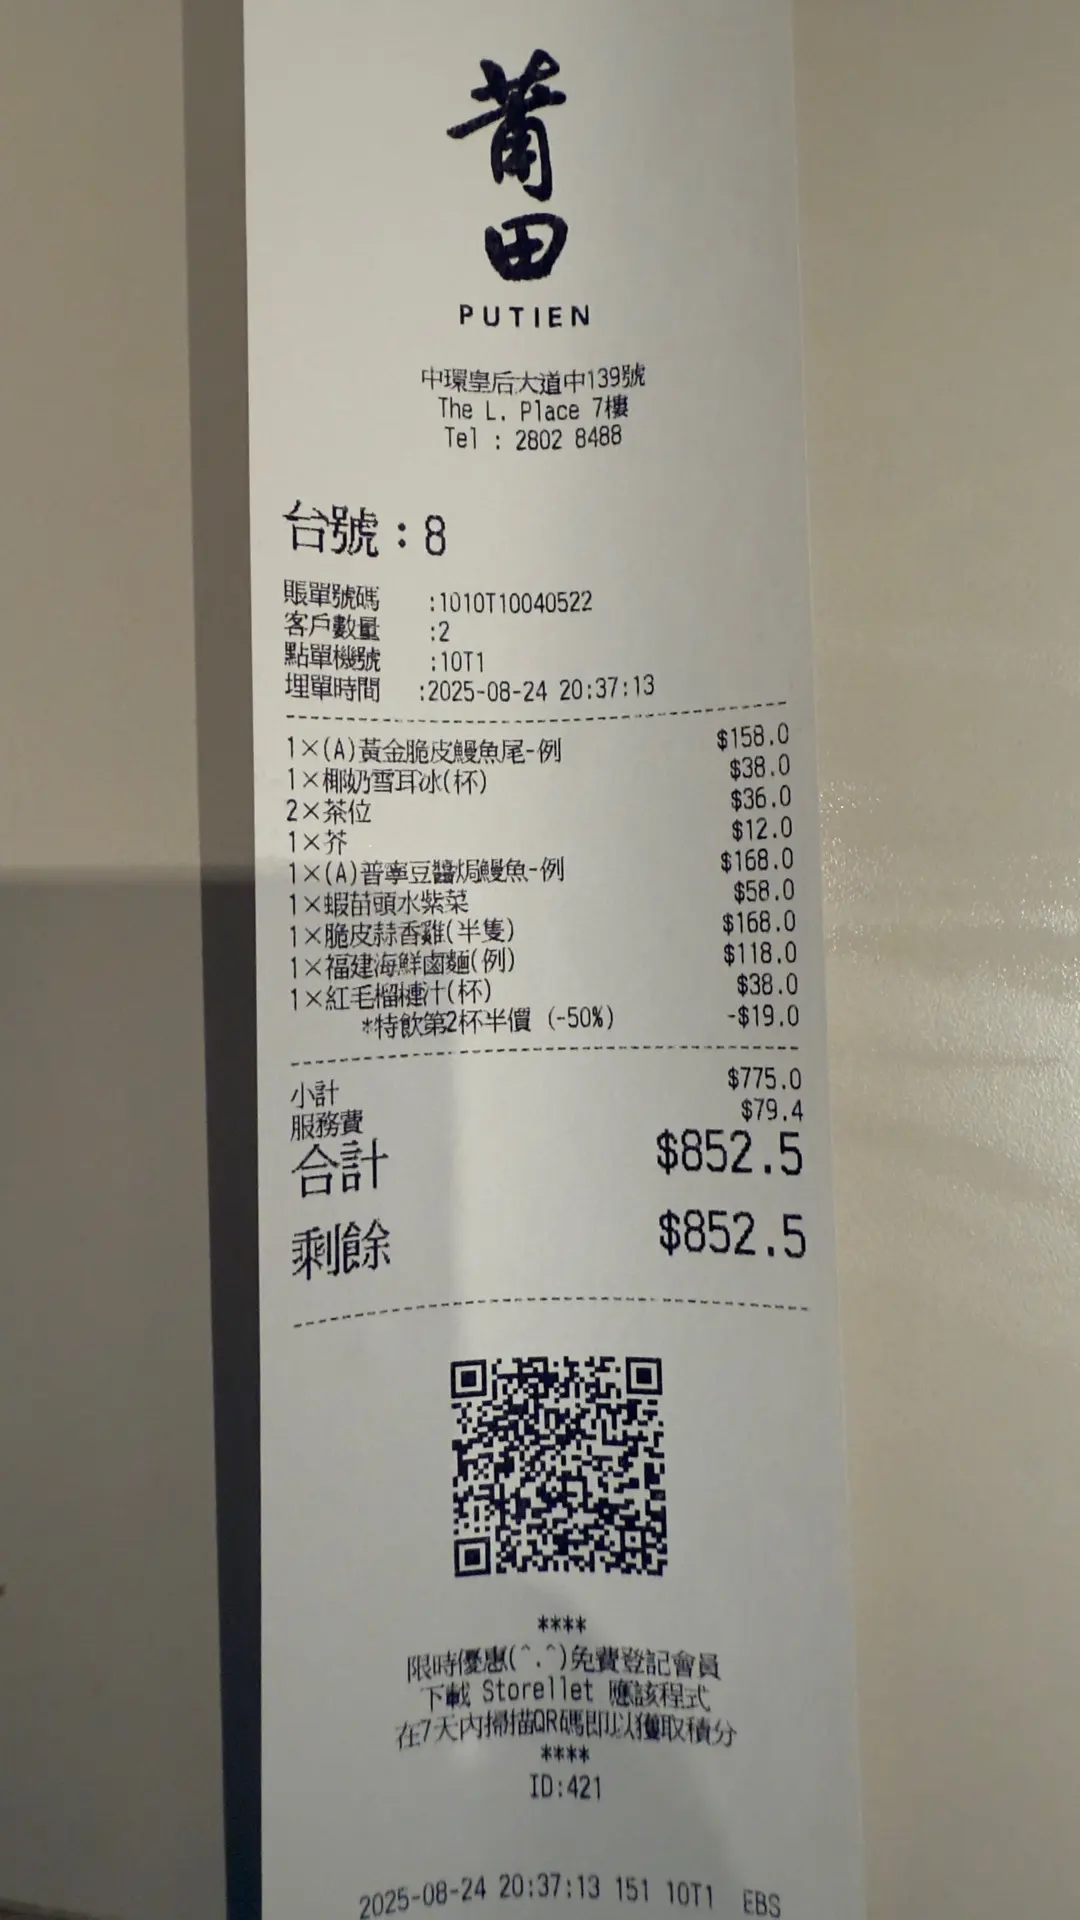 莆
田
PUTIEN
中環皇后大道中139號
The L. Place 7樓
Tel : 2802 8488
台號：8
賬單號碼 :1010T10040522
客戶數量 :2
點單機號 :10T1
埋單時間 :2025-08-24 20:37:13
1×(A)黃金脆皮鰻魚尾-例 $158.0
1×椰奶雪耳冰(杯) $38.0
2×茶位 $36.0
1×芥 $12.0
1×(A)普寧豆醬焗鰻魚-例 $168.0
1×蝦苗頭水紫菜 $58.0
1×脆皮蒜香雞(半隻) $168.0
1×福建海鮮鹵麵(例) $118.0
1×紅毛榴槤汁(杯) $38.0
*特飲第2杯半價 (-50%) -$19.0
小計 $775.0
服務費 $79.4
合計 $852.5
剩餘 $852.5
****
限時優惠(^.^)免費登記會員
下載 Storellet 應該程式
在7天內掃描QR碼即以獲取積分
****
ID:421
2025-08-24 20:37:13 151 10T1 EBS